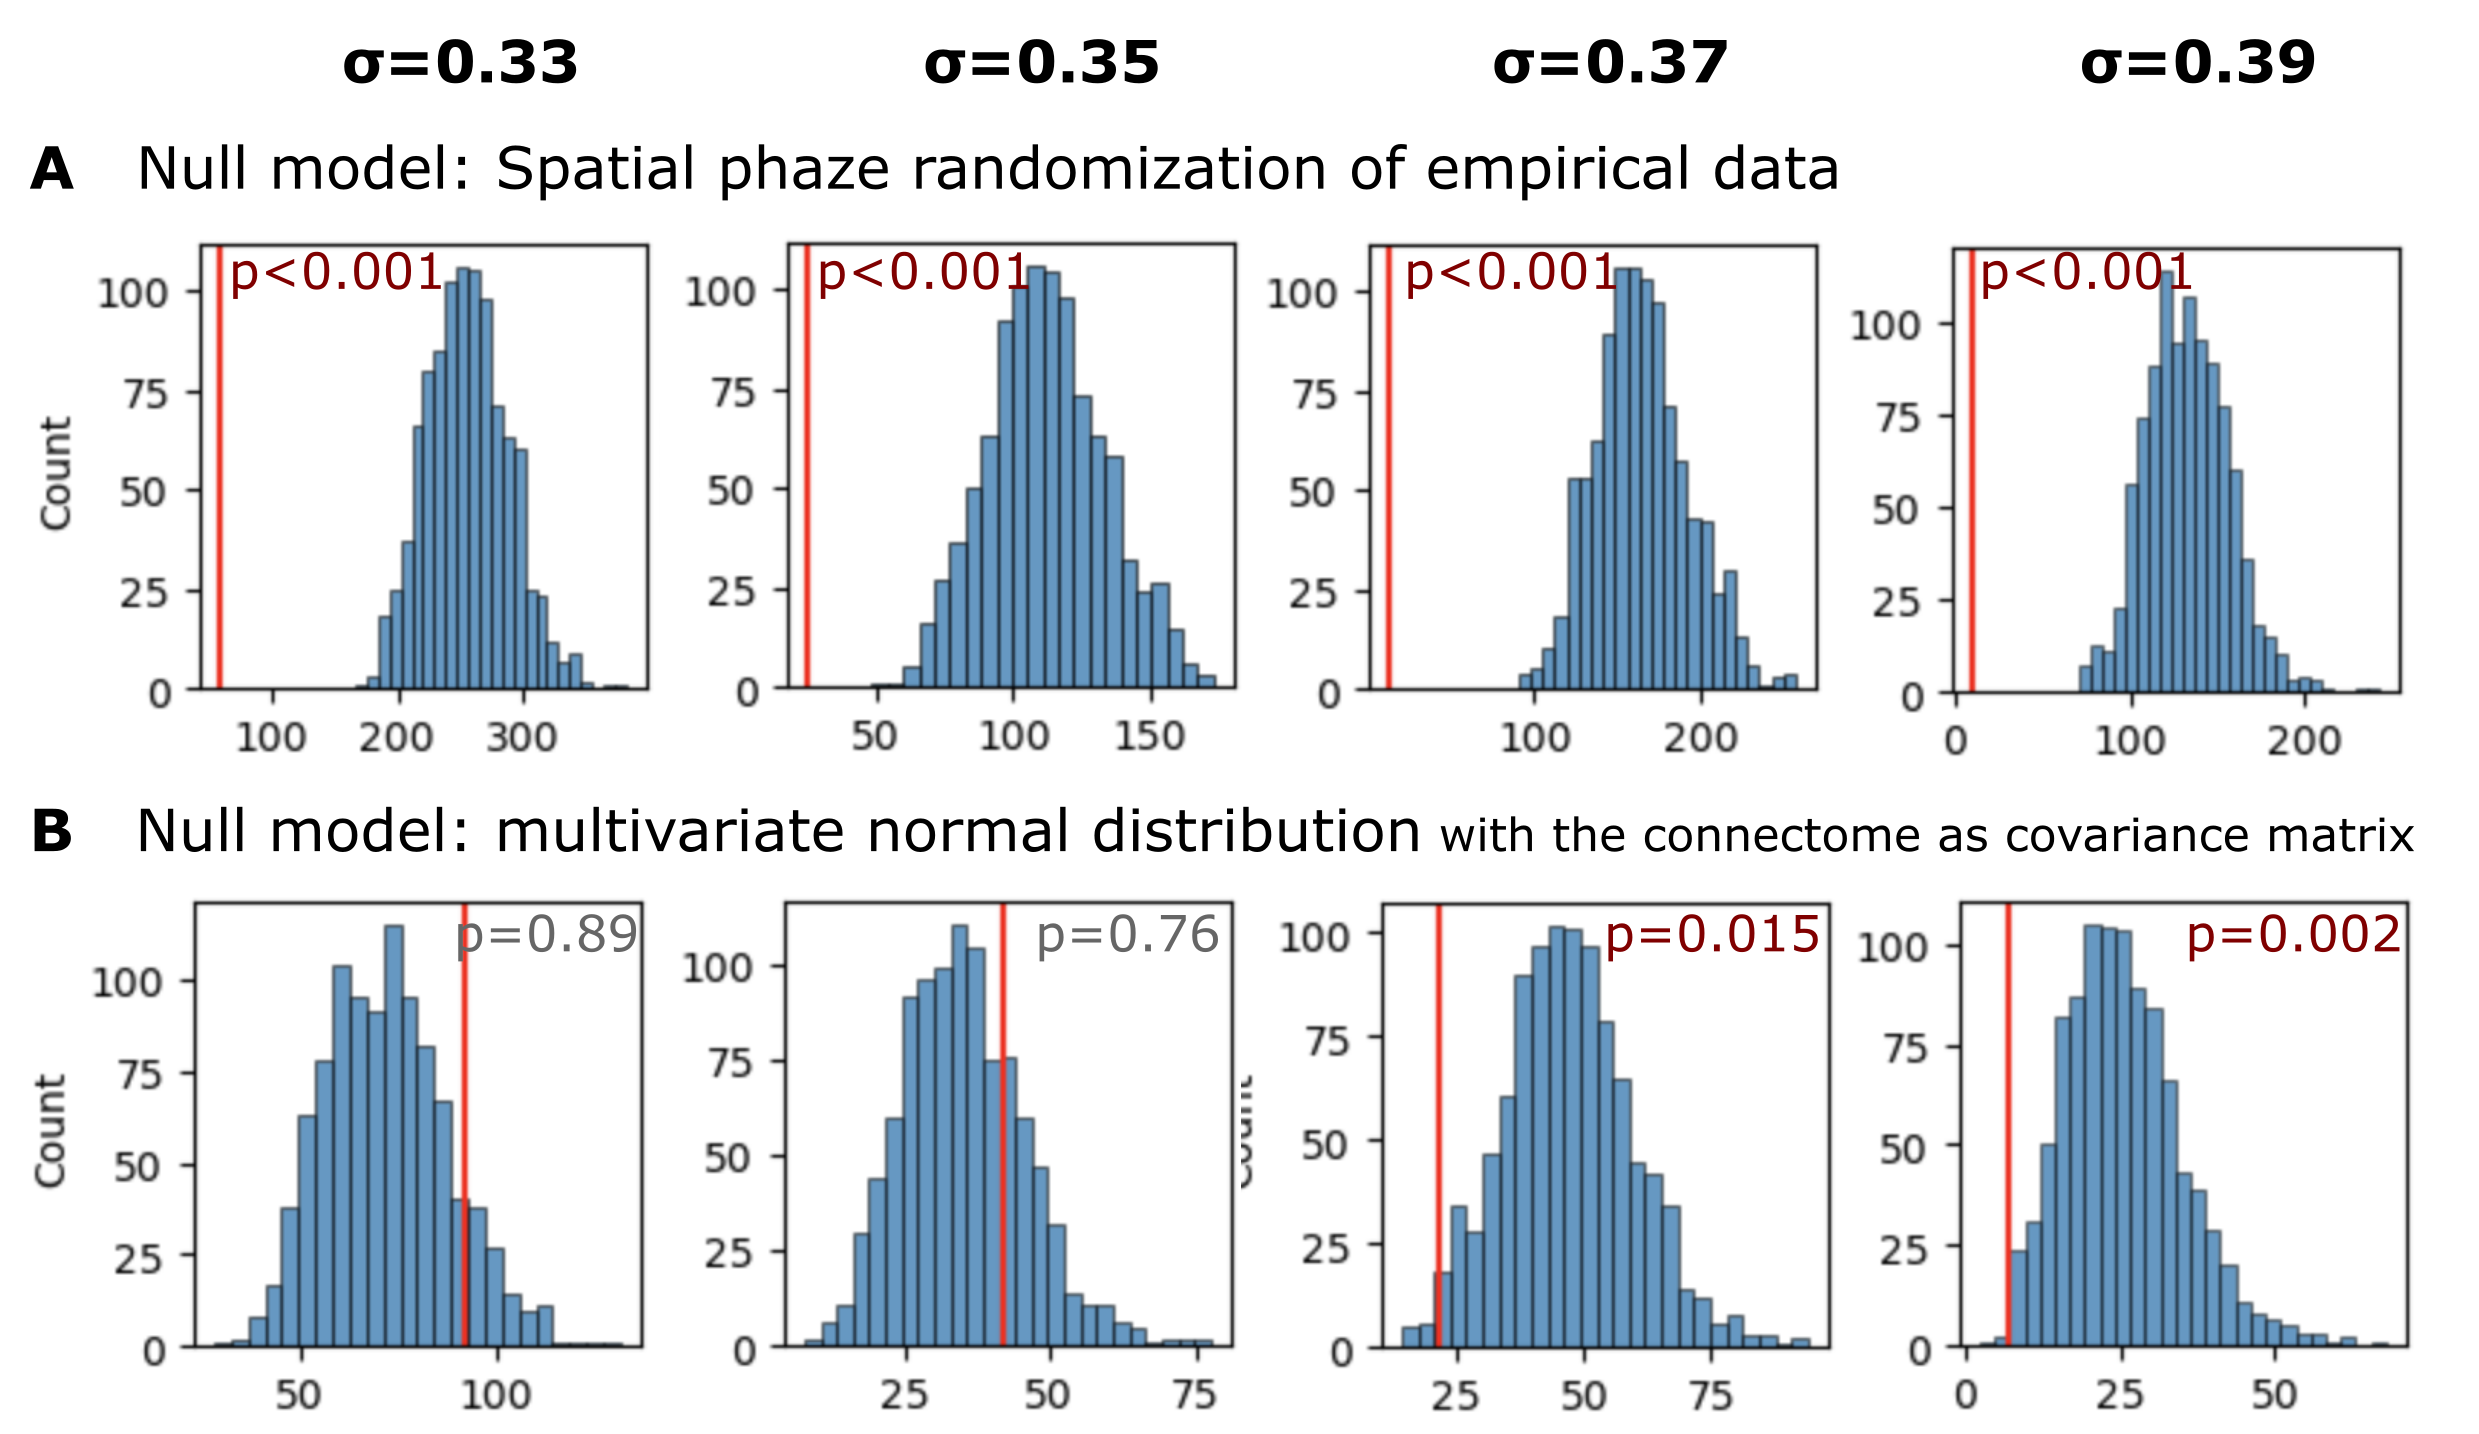 σ=0.33 σ=0.35 σ=0.37 σ=0.39
A Null model: Spatial phaze randomization of empirical data
p<0.001 p<0.001 p<0.001 p<0.001
100 100 100 100
75 75 75 75
Count
50 50 50 50
25 25 25 25
0 0 0 0
100 200 300 50 100 150 100 200 0 100 200
B Null model: multivariate normal distribution with the connectome as covariance matrix
p=0.89 p=0.76 p=0.015 p=0.002
100 100 100 100
75 75 75 75
Count Count
50 50 50 50
25 25 25 25
0 0 0 0
50 100 25 50 75 25 50 75 0 25 50